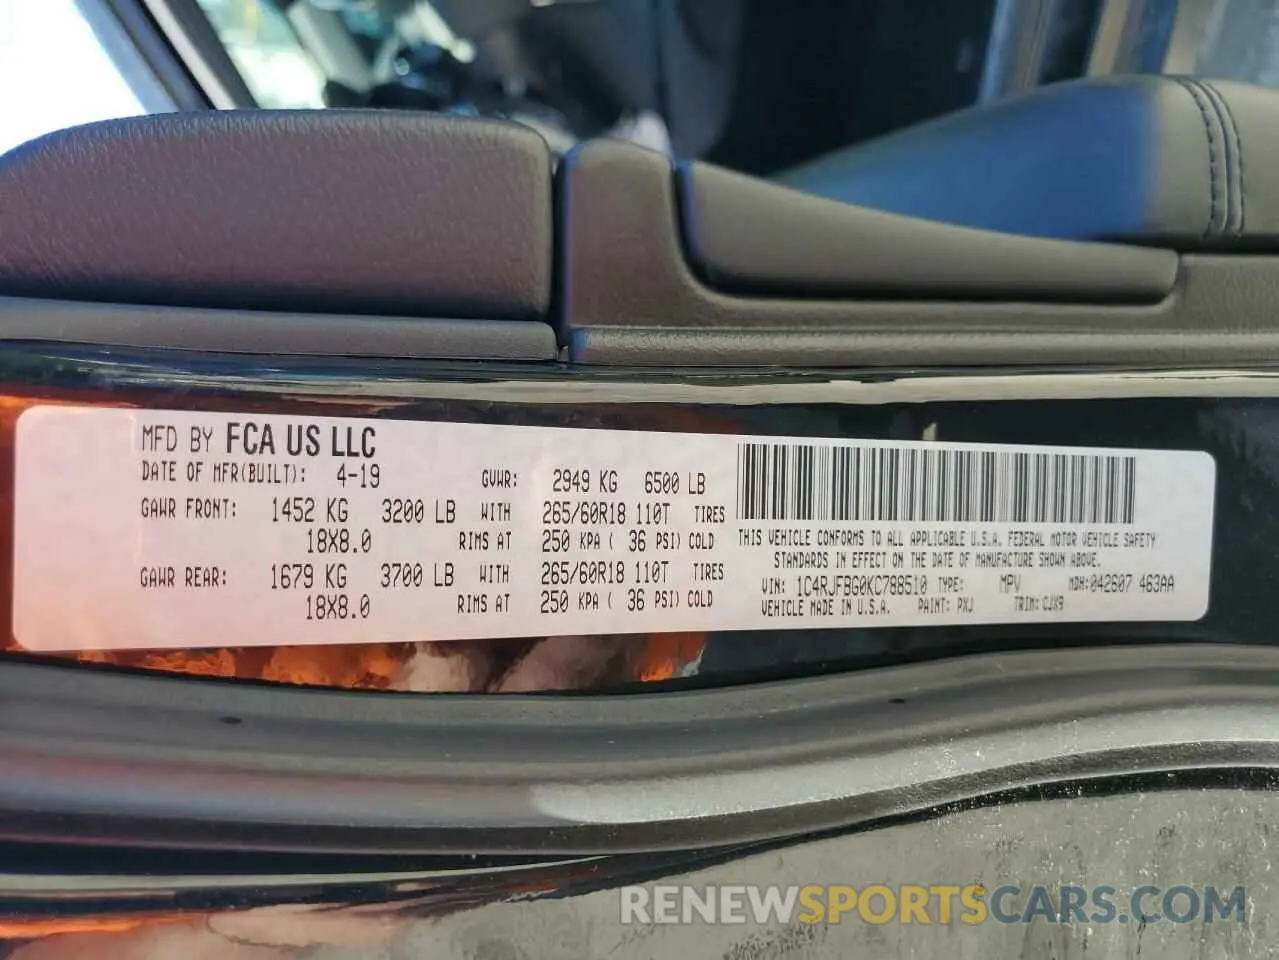 MFD BY FCA US LLC
DATE OF MFR(BUILT): 4-19 GVWR: 2949 KG 6500 LB
GAWR FRONT: 1452 KG 3200 LB WITH 265/60R18 110T TIRES
18X8.0 RIMS AT 250 KPA ( 36 PSI) COLD
GAWR REAR: 1679 KG 3700 LB WITH 265/60R18 110T TIRES
18X8.0 RIMS AT 250 KPA ( 36 PSI) COLD
THIS VEHICLE CONFORMS TO ALL APPLICABLE U.S.A. FEDERAL MOTOR VEHICLE SAFETY
STANDARDS IN EFFECT ON THE DATE OF MANUFACTURE SHOWN ABOVE.
VIN: 1C4RJFBG0KC788510 TYPE: MPV MDH:042607 463AA
VEHICLE MADE IN U.S.A. PAINT: PXJ TRIM: CJX9
RENEWSPORTSCARS.COM